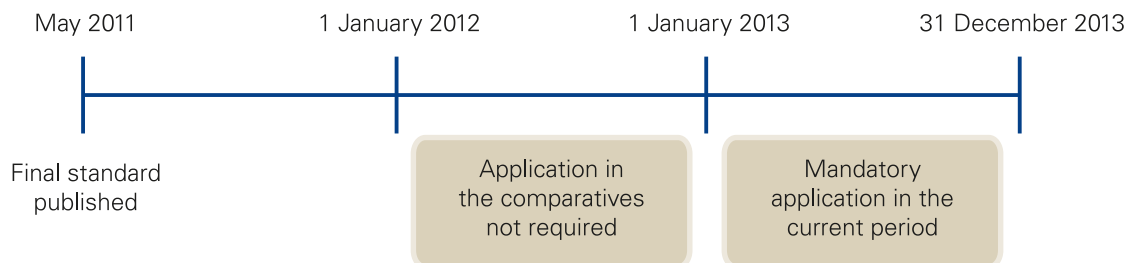 May 2011
1 January 2012
1 January 2013
31 December 2013
Final standard
published
Application in
the comparatives
not required
Mandatory
application in the
current period